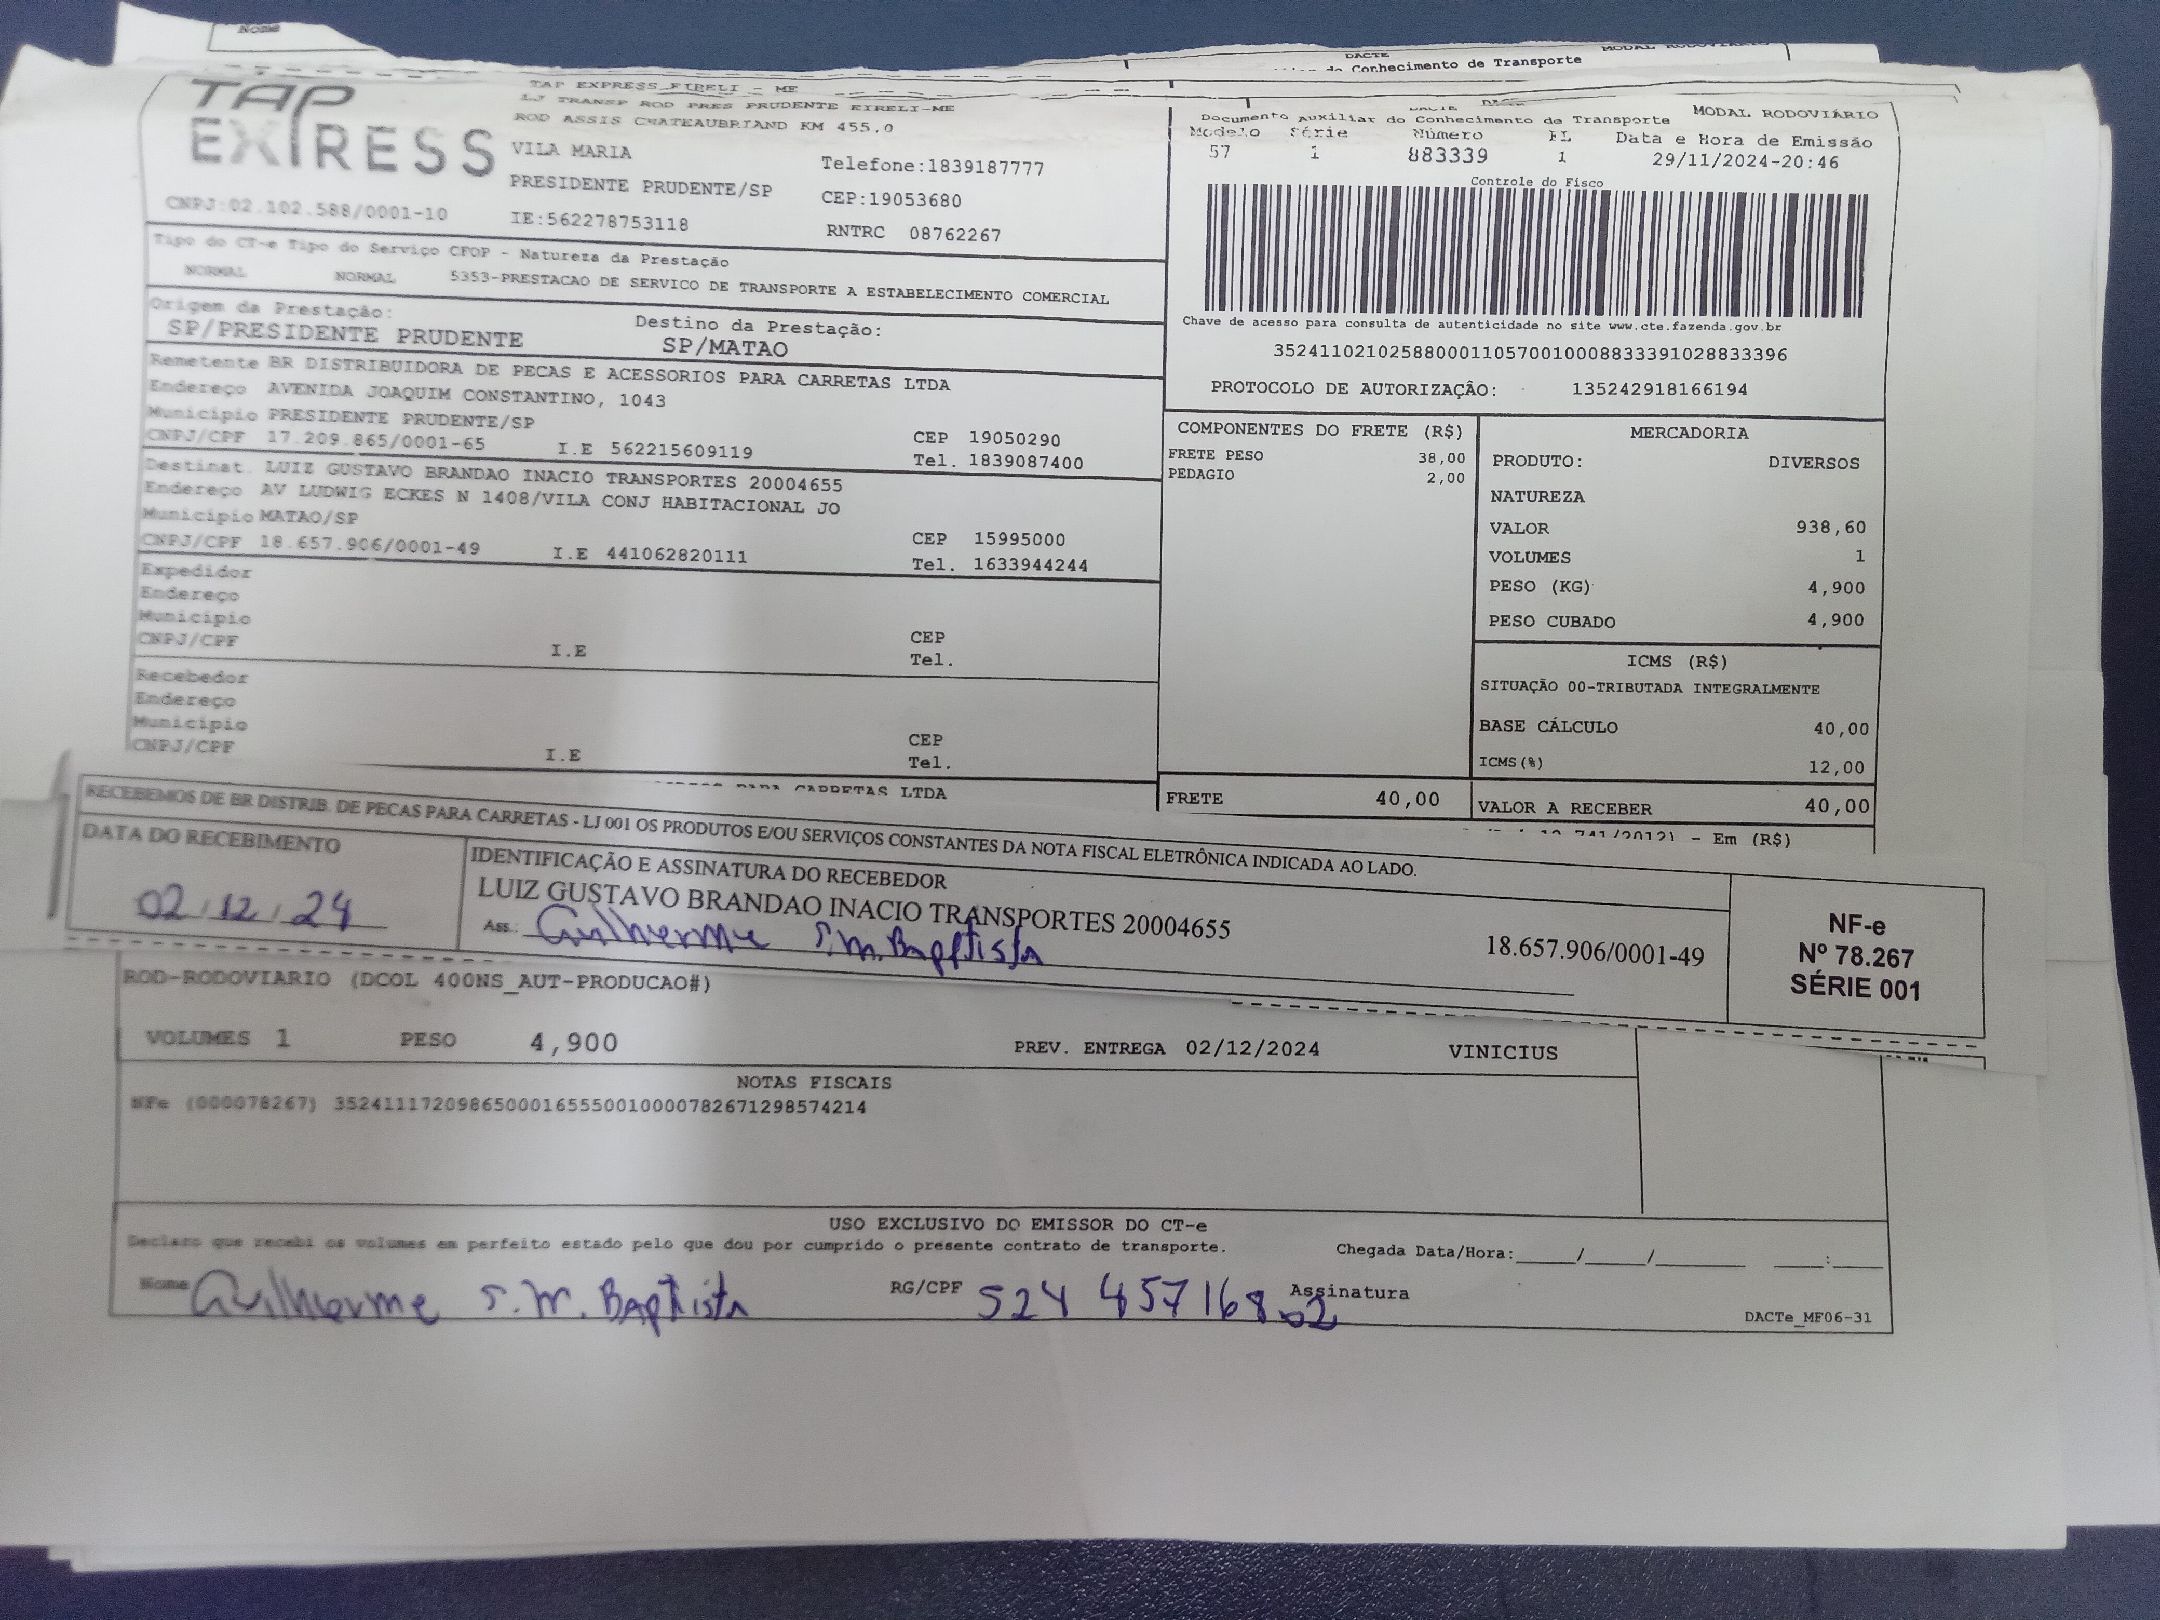 Nome
DACTE
MODAL RODOVIÁRIO
Conhecimento de Transporte
TAP
EXPRESS
TAP EXPRESS EIRELI - ME
LJ TRANSP ROD PRES PRUDENTE EIRELI-ME
ROD ASSIS CHATEAUBRIAND KM 455,0
VILA MARIA
Telefone:1839187777
PRESIDENTE PRUDENTE/SP
CEP:19053680
CNPJ:02.102.588/0001-10
IE:562278753118
RNTRC 08762267
DACTE
MODAL RODOVIÁRIO
Documento Auxiliar do Conhecimento de Transporte
Modelo Série Número FL Data e Hora de Emissão
57 1 883339 1 29/11/2024-20:46
Controle do Fisco
Chave de acesso para consulta de autenticidade no site www.cte.fazenda.gov.br
35241102102588000110570010008833391028833396
PROTOCOLO DE AUTORIZAÇÃO: 135242918166194
Tipo do CT-e Tipo do Serviço CFOP - Natureza da Prestação
NORMAL NORMAL 5353-PRESTACAO DE SERVICO DE TRANSPORTE A ESTABELECIMENTO COMERCIAL
Origem da Prestação: Destino da Prestação:
SP/PRESIDENTE PRUDENTE SP/MATAO
Remetente BR DISTRIBUIDORA DE PECAS E ACESSORIOS PARA CARRETAS LTDA
Endereço AVENIDA JOAQUIM CONSTANTINO, 1043
Município PRESIDENTE PRUDENTE/SP CEP 19050290
CNPJ/CPF 17.209.865/0001-65 I.E 562215609119 Tel. 1839087400
Destinat. LUIZ GUSTAVO BRANDAO INACIO TRANSPORTES 20004655
Endereço AV LUDWIG ECKES N 1408/VILA CONJ HABITACIONAL JO
Município MATAO/SP CEP 15995000
CNPJ/CPF 18.657.906/0001-49 I.E 441062820111 Tel. 1633944244
Expedidor
Endereço
Município CEP
CNPJ/CPF I.E Tel.
Recebedor
Endereço
Município CEP
CNPJ/CPF I.E Tel.
COMPONENTES DO FRETE (R$)
FRETE PESO 38,00
PEDAGIO 2,00
FRETE 40,00
MERCADORIA
PRODUTO: DIVERSOS
NATUREZA
VALOR 938,60
VOLUMES 1
PESO (KG) 4,900
PESO CUBADO 4,900
ICMS (R$)
SITUAÇÃO 00-TRIBUTADA INTEGRALMENTE
BASE CÁLCULO 40,00
ICMS(%) 12,00
VALOR A RECEBER 40,00
PARA CARRETAS LTDA
741/2012) - Em (R$)
RECEBEMOS DE BR DISTRIB. DE PECAS PARA CARRETAS - LJ 001 OS PRODUTOS E/OU SERVIÇOS CONSTANTES DA NOTA FISCAL ELETRÔNICA INDICADA AO LADO.
DATA DO RECEBIMENTO
02/12/24
IDENTIFICAÇÃO E ASSINATURA DO RECEBEDOR
LUIZ GUSTAVO BRANDAO INACIO TRANSPORTES 20004655
Ass.: Guilherme S.M.Baptista
18.657.906/0001-49
NF-e
Nº 78.267
SÉRIE 001
ROD-RODOVIARIO (DCOL 400NS_AUT-PRODUCAO#)
VOLUMES 1 PESO 4,900 PREV. ENTREGA 02/12/2024 VINICIUS
NOTAS FISCAIS
NFe (000078267) 35241117209865000165550010000782671298574214
USO EXCLUSIVO DO EMISSOR DO CT-e
Declaro que recebi os volumes em perfeito estado pelo que dou por cumprido o presente contrato de transporte. Chegada Data/Hora:____/____/______ ___:___
Nome Guilherme S.M.Baptista RG/CPF 524 457168 02 Assinatura
DACTe_MF06-31